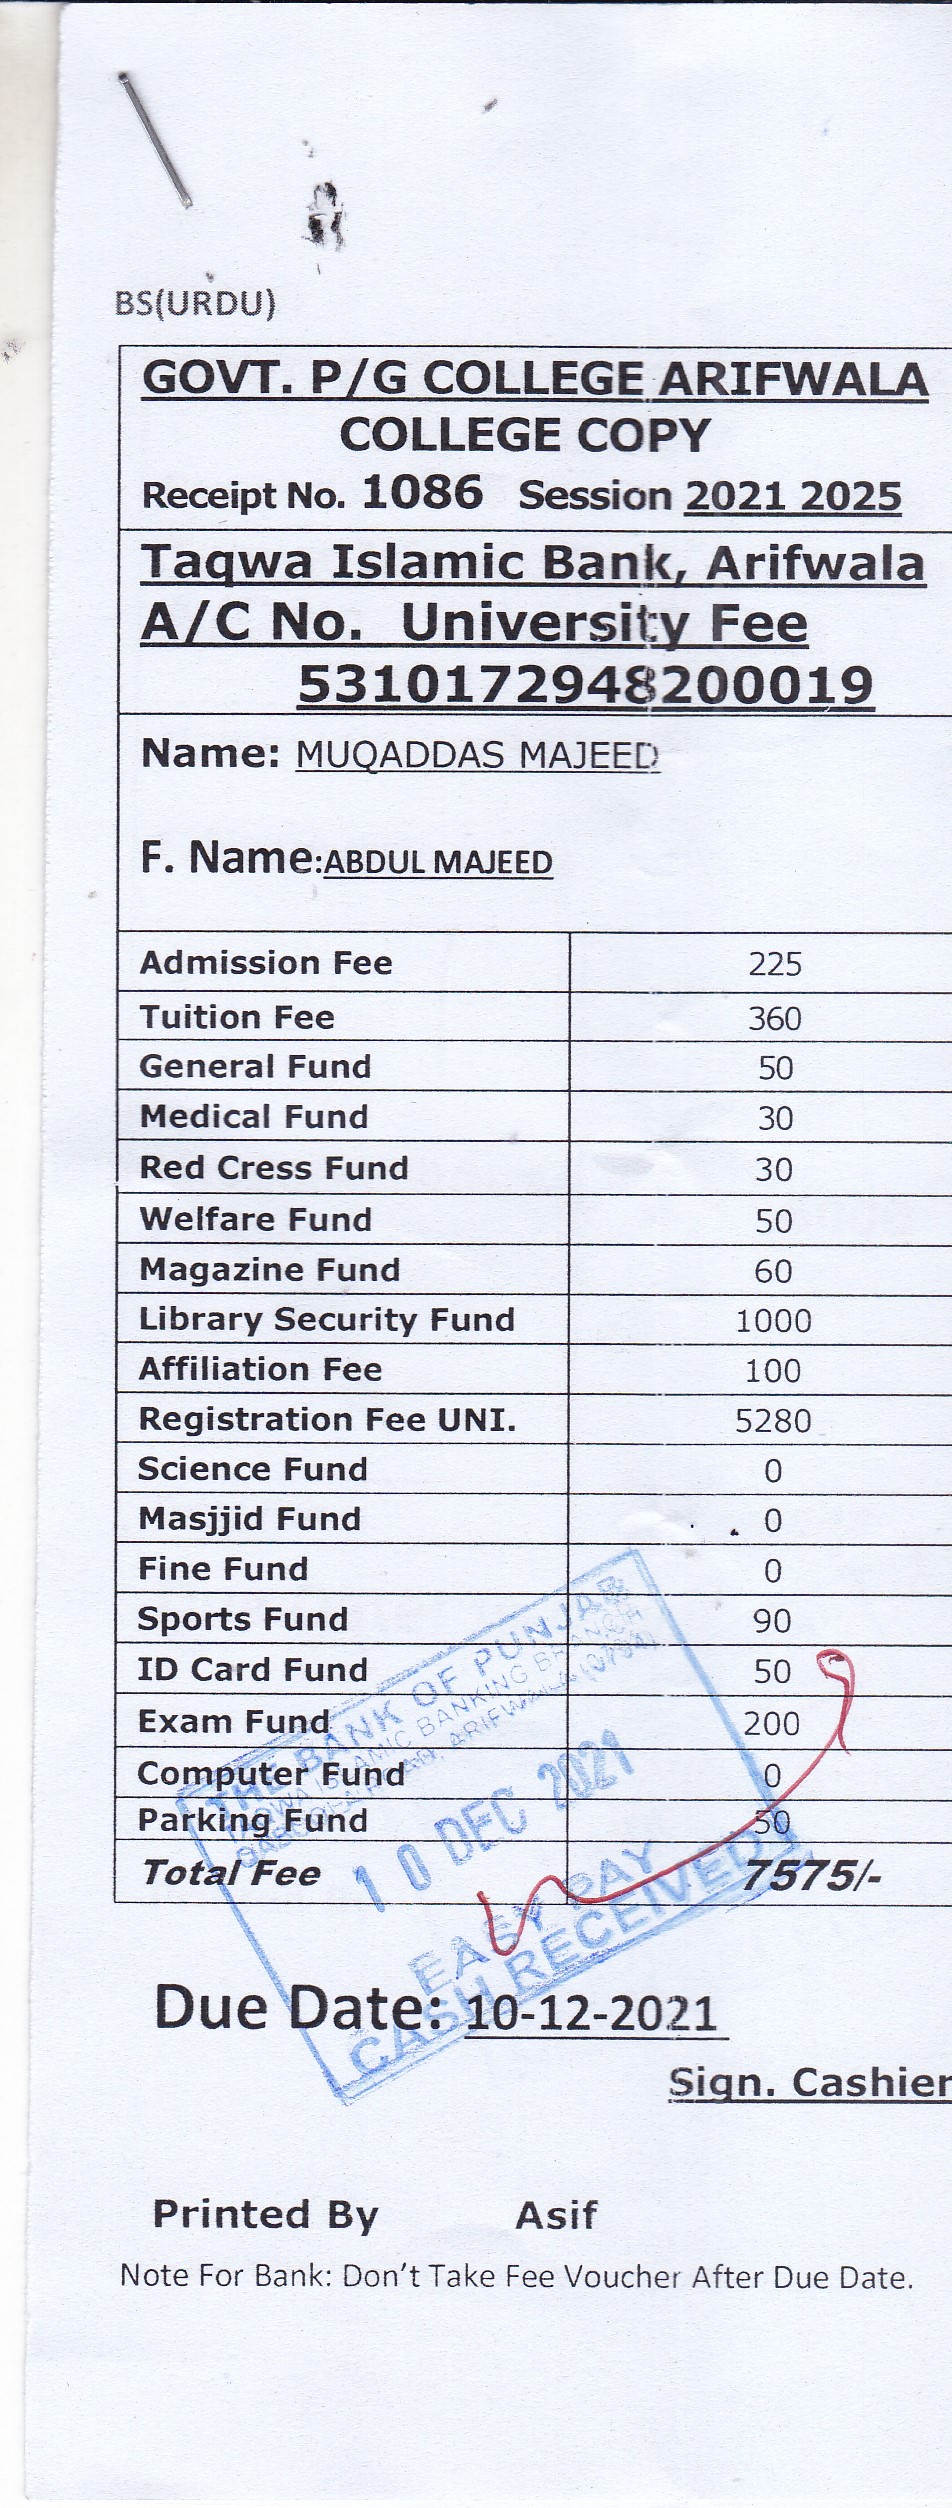 BS(URDU)
GOVT. P/G COLLEGE ARIFWALA
COLLEGE COPY
Receipt No. 1086 Session 2021 2025
Taqwa Islamic Bank, Arifwala
A/C No. University Fee
5310172948200019
Name: MUQADDAS MAJEED
F. Name:ABDUL MAJEED
Admission Fee 225
Tuition Fee 360
General Fund 50
Medical Fund 30
Red Cress Fund 30
Welfare Fund 50
Magazine Fund 60
Library Security Fund 1000
Affiliation Fee 100
Registration Fee UNI. 5280
Science Fund 0
Masjjid Fund 0
Fine Fund 0
Sports Fund 90
ID Card Fund 50
Exam Fund 200
Computer Fund 0
Parking Fund 50
Total Fee 7575/-
THE BANK OF PUNJAB
TAQWA ISLAMIC BANKING BRANCH
ARIFWALA
10 DEC 2021
EASY PAY
CASH RECEIVED
Due Date: 10-12-2021
Sign. Cashier
Printed By Asif
Note For Bank: Don't Take Fee Voucher After Due Date.